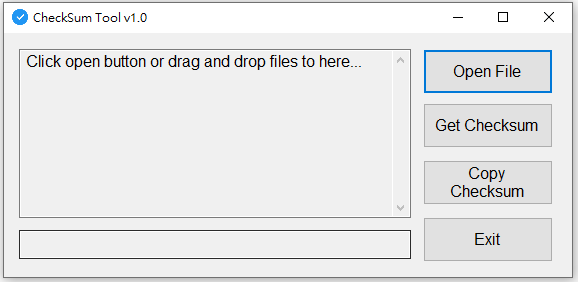 CheckSum Tool v1.0
Click open button or drag and drop files to here...
Open File
Get Checksum
Copy
Checksum
Exit